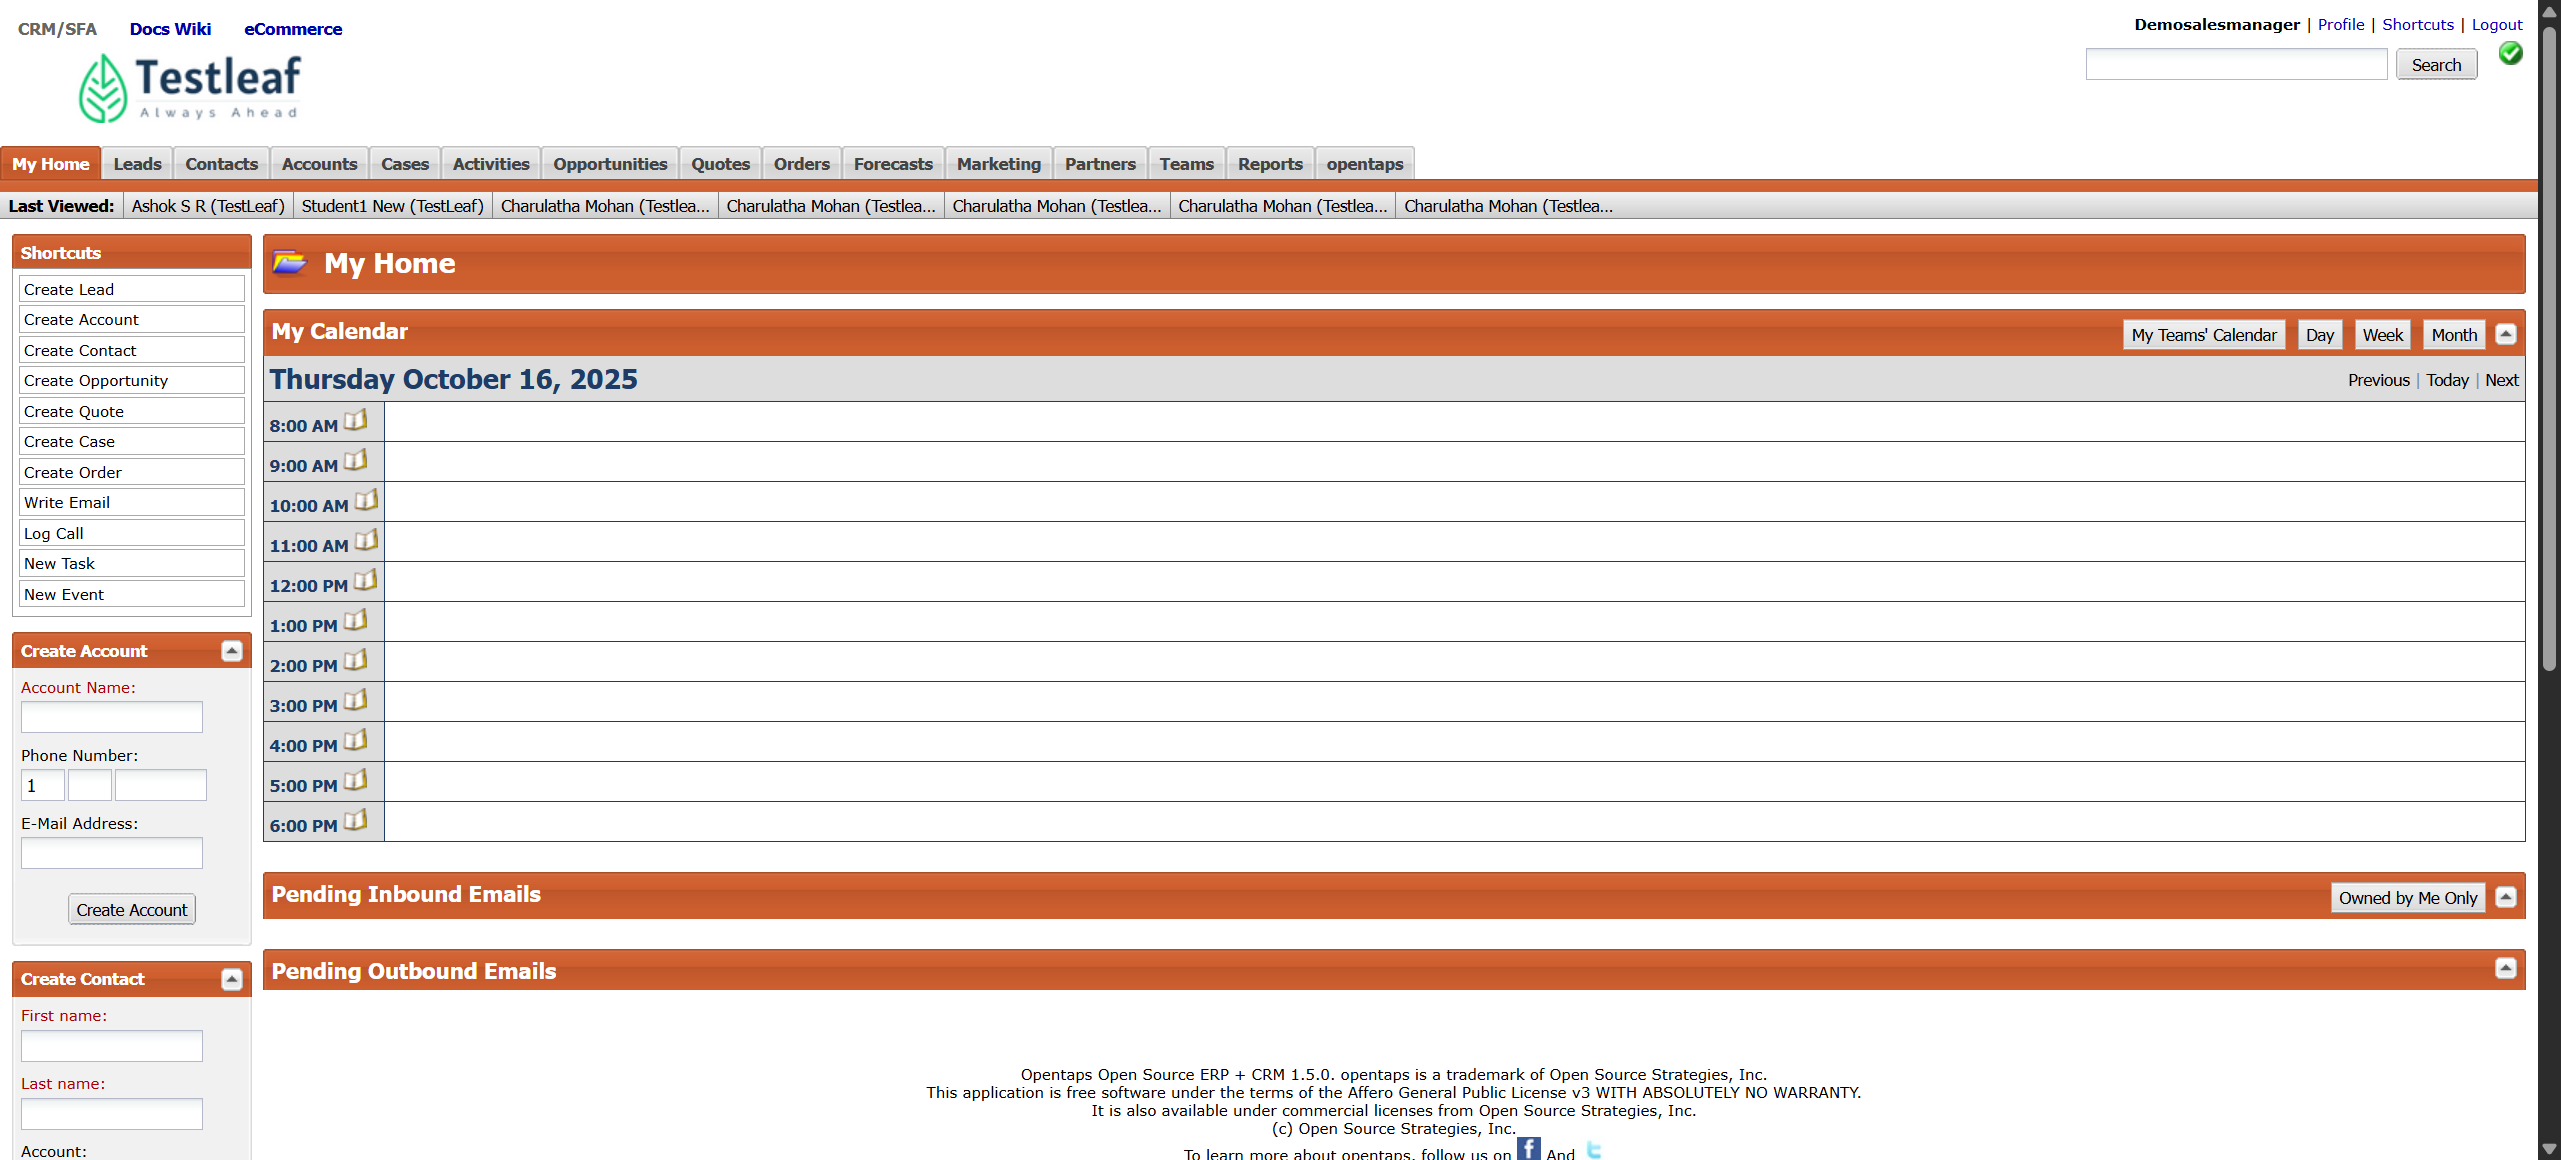 CRM/SFA Docs Wiki eCommerce
Demosalesmanager | Profile | Shortcuts | Logout
Search
Testleaf
Always Ahead
My Home Leads Contacts Accounts Cases Activities Opportunities Quotes Orders Forecasts Marketing Partners Teams Reports opentaps
Last Viewed: Ashok S R (TestLeaf) Student1 New (TestLeaf) Charulatha Mohan (Testlea... Charulatha Mohan (Testlea... Charulatha Mohan (Testlea... Charulatha Mohan (Testlea... Charulatha Mohan (Testlea...
Shortcuts
Create Lead
Create Account
Create Contact
Create Opportunity
Create Quote
Create Case
Create Order
Write Email
Log Call
New Task
New Event
Create Account
Account Name:
Phone Number:
1
E-Mail Address:
Create Account
Create Contact
First name:
Last name:
Account:
My Home
My Calendar
My Teams' Calendar Day Week Month
Thursday October 16, 2025
Previous | Today | Next
8:00 AM
9:00 AM
10:00 AM
11:00 AM
12:00 PM
1:00 PM
2:00 PM
3:00 PM
4:00 PM
5:00 PM
6:00 PM
Pending Inbound Emails
Owned by Me Only
Pending Outbound Emails
Opentaps Open Source ERP + CRM 1.5.0. opentaps is a trademark of Open Source Strategies, Inc.
This application is free software under the terms of the Affero General Public License v3 WITH ABSOLUTELY NO WARRANTY.
It is also available under commercial licenses from Open Source Strategies, Inc.
(c) Open Source Strategies, Inc.
To learn more about opentaps, follow us on f And t